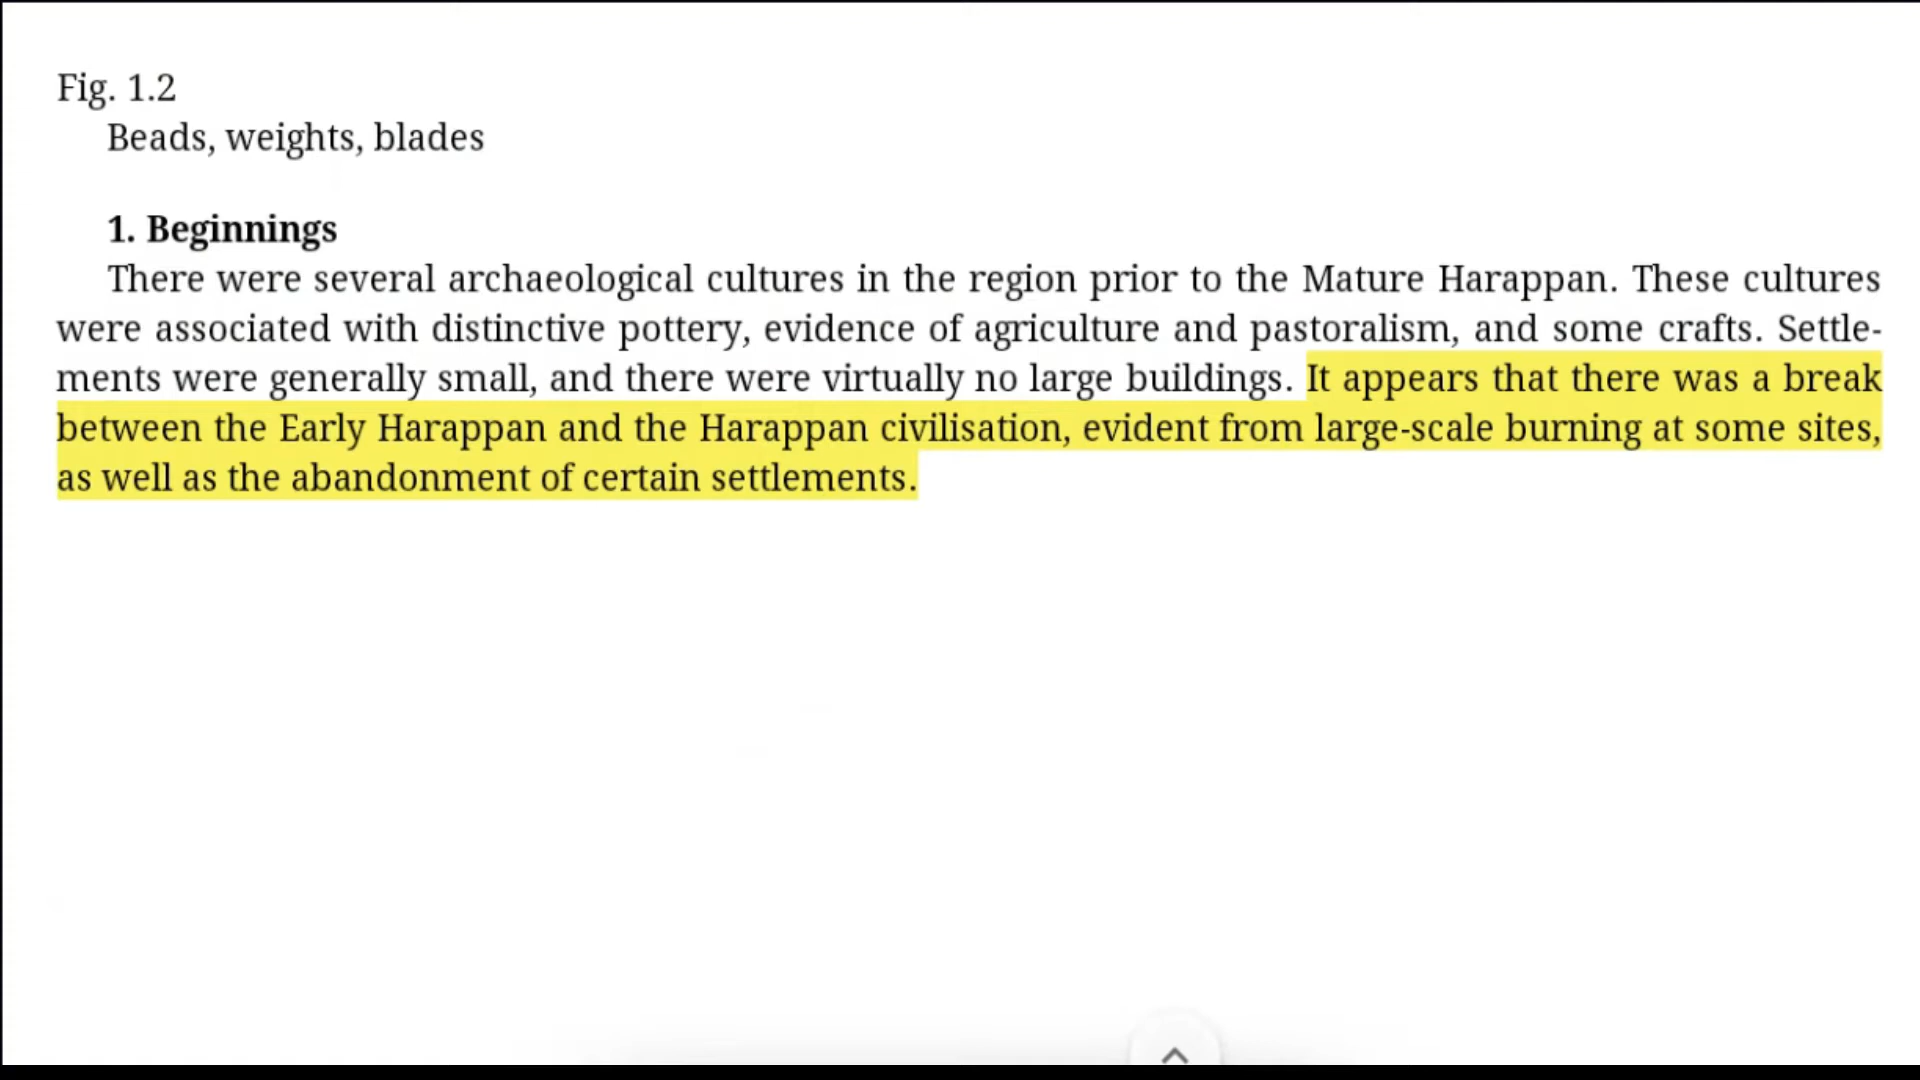 Fig. 1.2
Beads, weights, blades
1. Beginnings
There were several archaeological cultures in the region prior to the Mature Harappan. These cultures
were associated with distinctive pottery, evidence of agriculture and pastoralism, and some crafts. Settle-
ments were generally small, and there were virtually no large buildings. It appears that there was a break
between the Early Harappan and the Harappan civilisation, evident from large-scale burning at some sites,
as well as the abandonment of certain settlements.